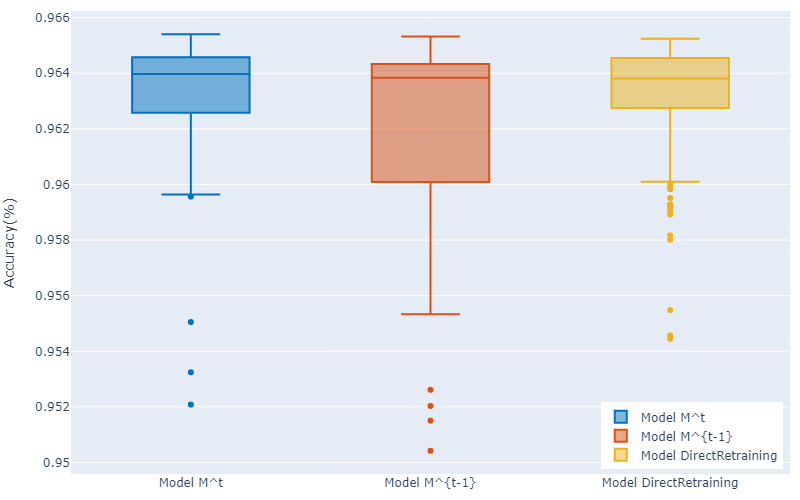 Accuracy(%)
0.966
0.964
0.962
0.96
0.958
0.956
0.954
0.952
0.95
Model M^t
Model M^{t-1}
Model DirectRetraining
Model M^t
Model M^{t-1}
Model DirectRetraining